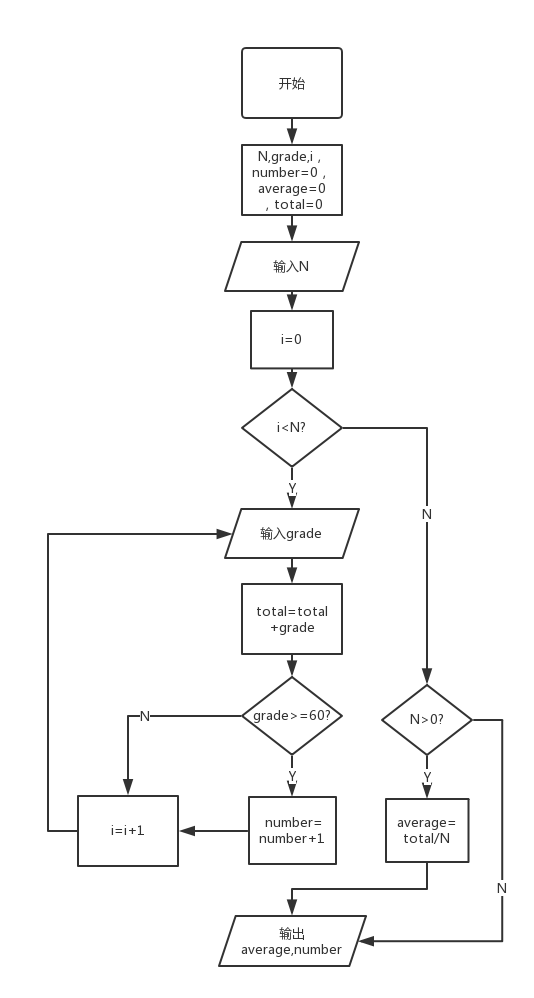 开始
N,grade,i ,
number=0 ,
average=0
, total=0
输入N
i=0
i<N?
Y
N
输入grade
total=total
+grade
grade>=60?
N
Y
i=i+1
number=
number+1
N>0?
Y
average=
total/N
N
输出
average,number